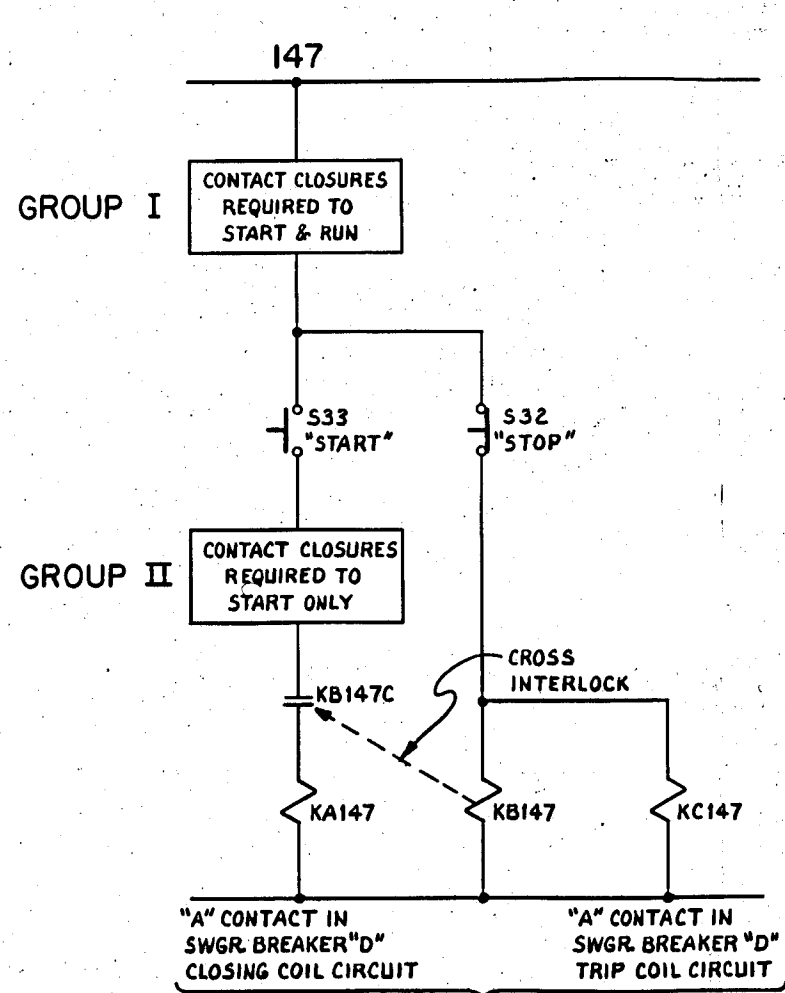 147
GROUP I
CONTACT CLOSURES
REQUIRED TO
START & RUN
S33
"START"
S32
"STOP"
GROUP II
CONTACT CLOSURES
REQUIRED TO
START ONLY
CROSS
INTERLOCK
KB147C
KA147
KB147
KC147
"A" CONTACT IN
SWGR BREAKER "D"
CLOSING COIL CIRCUIT
"A" CONTACT IN
SWGR BREAKER "D"
TRIP COIL CIRCUIT